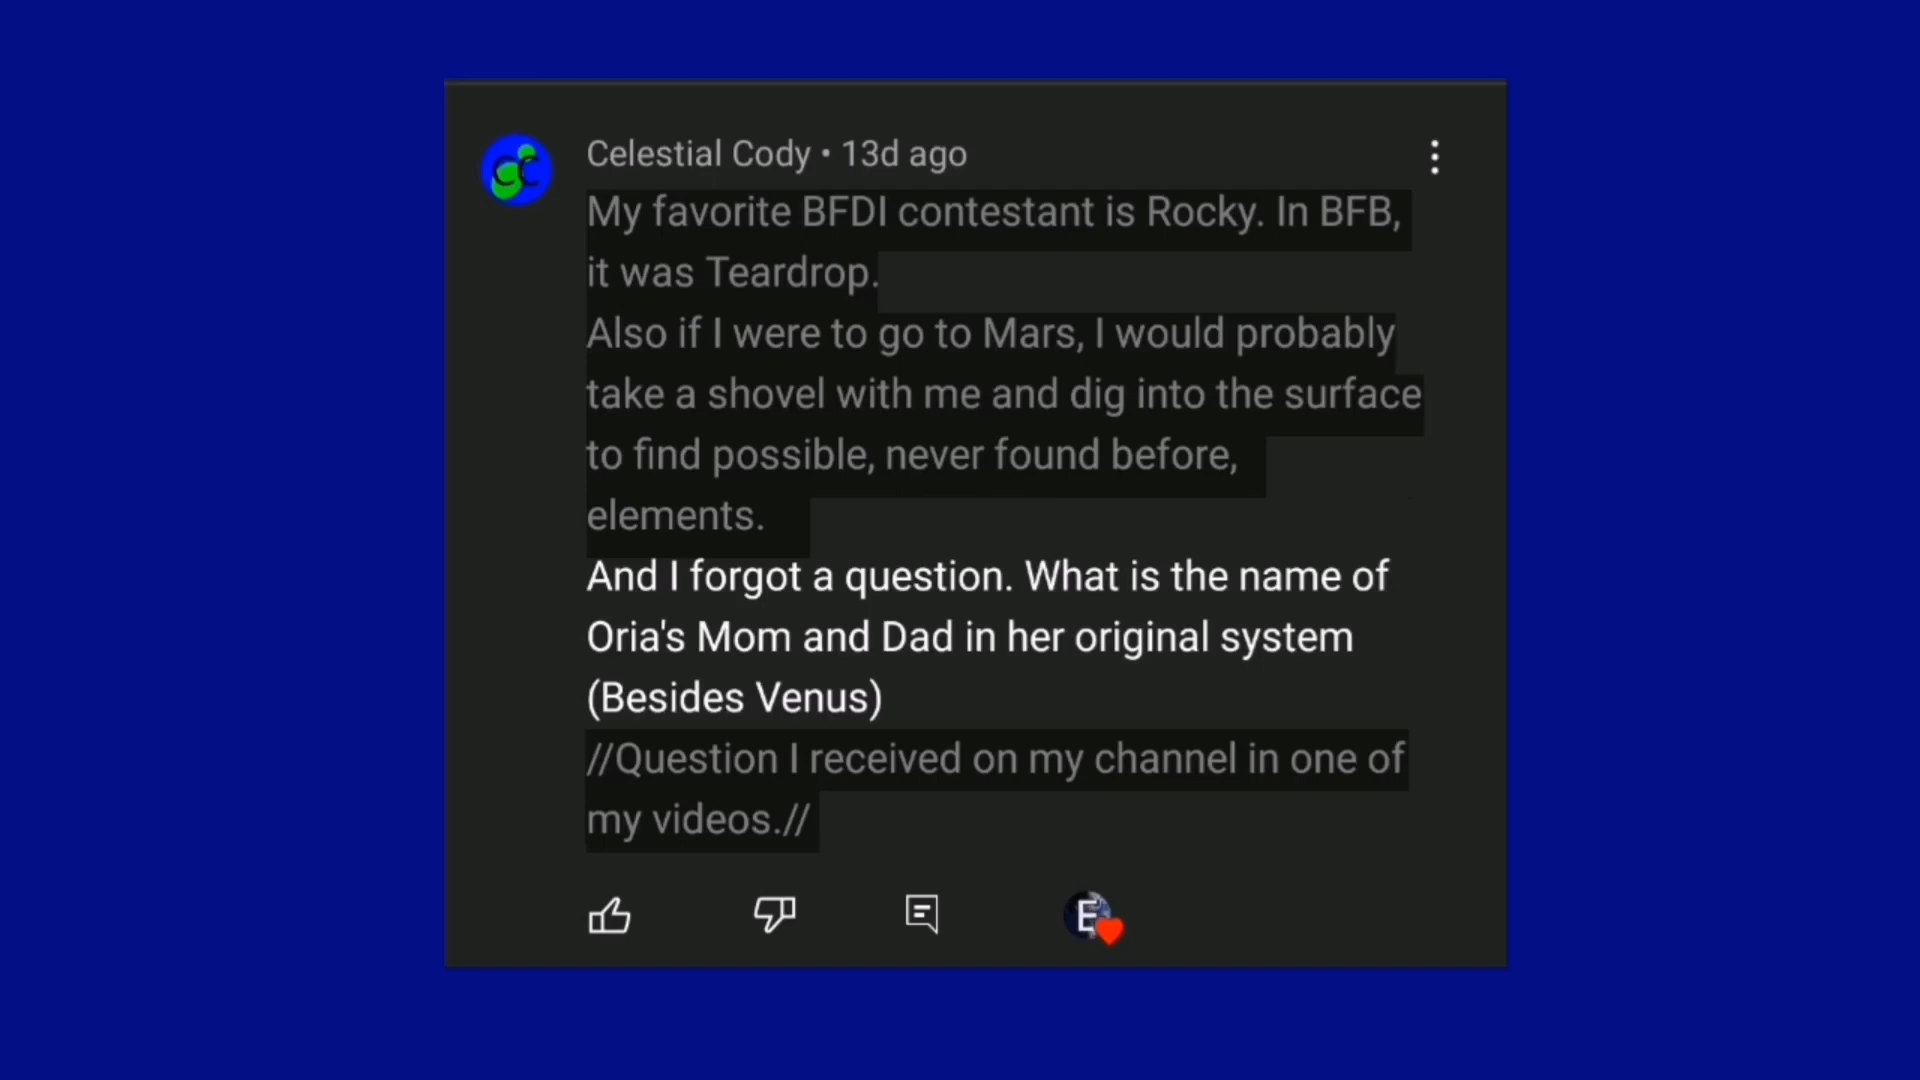 Celestial Cody • 13d ago
My favorite BFDI contestant is Rocky. In BFB,
it was Teardrop.
Also if I were to go to Mars, I would probably
take a shovel with me and dig into the surface
to find possible, never found before,
elements.
And I forgot a question. What is the name of
Oria's Mom and Dad in her original system
(Besides Venus)
//Question I received on my channel in one of
my videos.//
CC
E